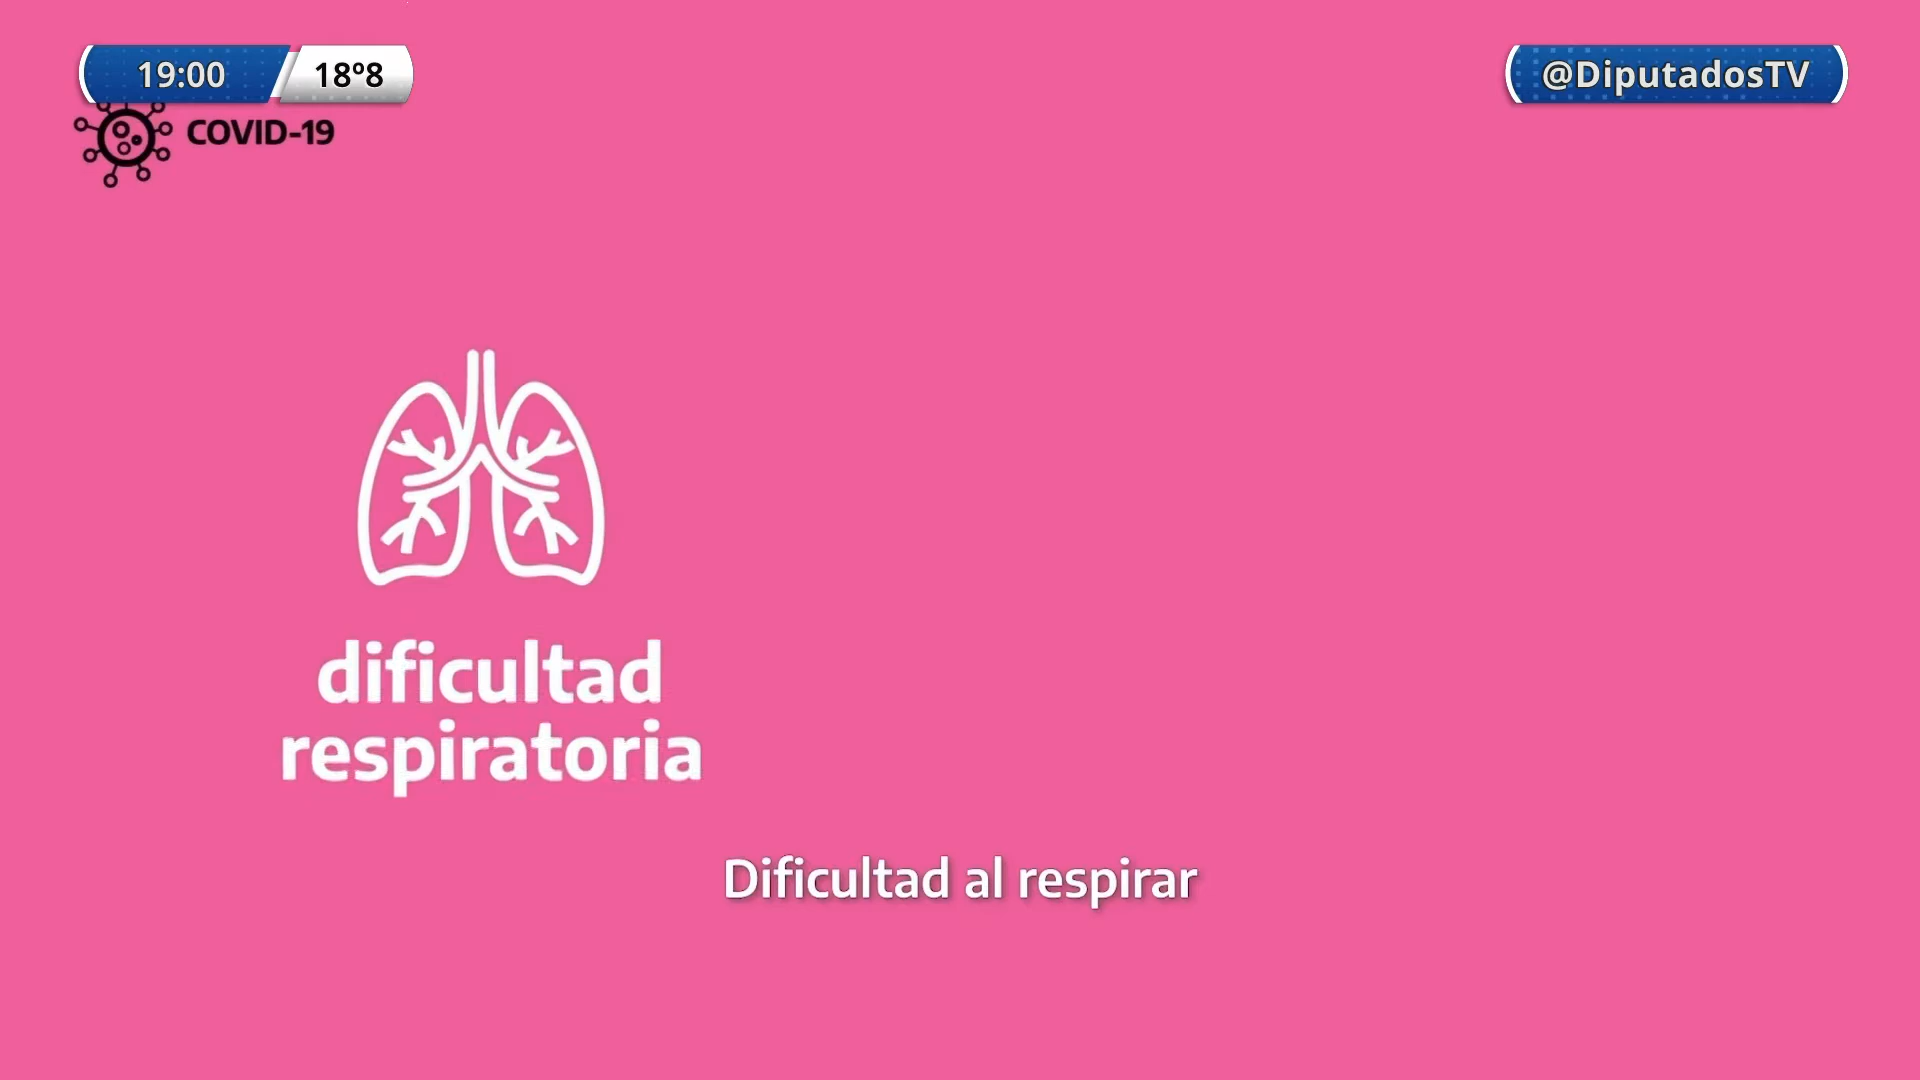 19:00
18º8
@DiputadosTV
COVID-19
dificultad
respiratoria
Dificultad al respirar